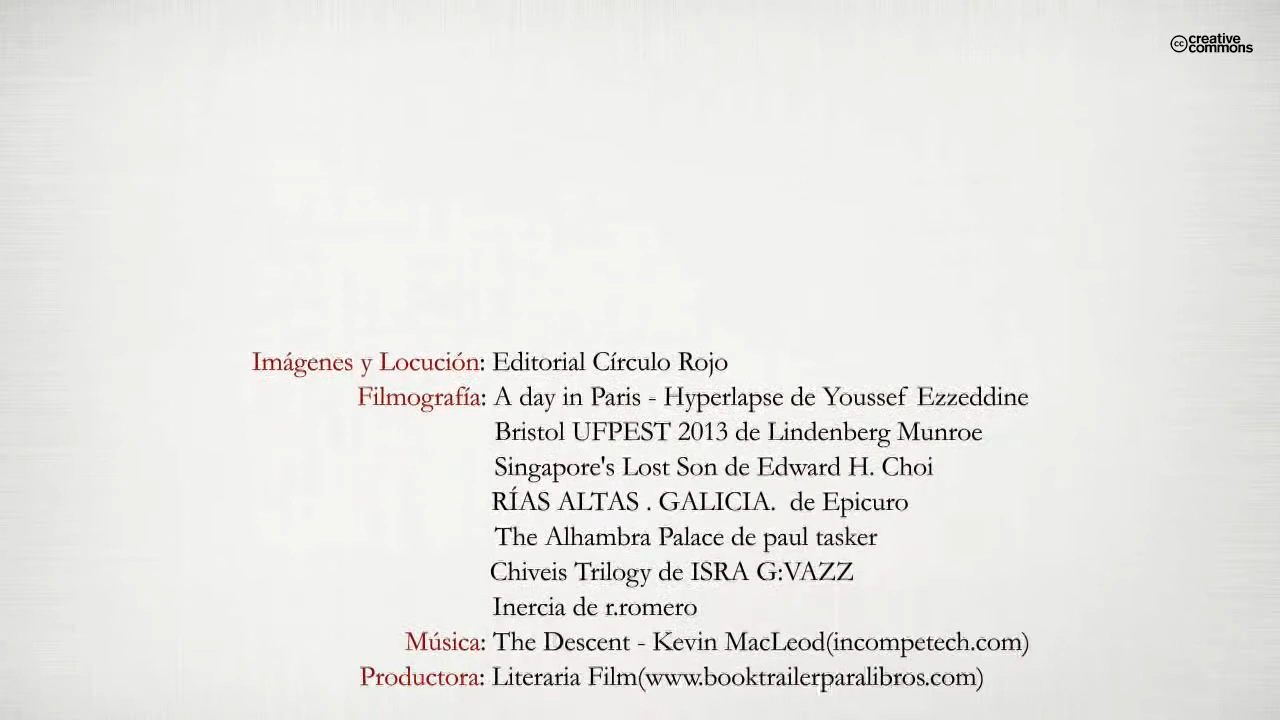 cc creative
commons
Imágenes y Locución: Editorial Círculo Rojo
Filmografía: A day in Paris - Hyperlapse de Youssef Ezzeddine
Bristol UFPEST 2013 de Lindenberg Munroe
Singapore's Lost Son de Edward H. Choi
RÍAS ALTAS . GALICIA. de Epicuro
The Alhambra Palace de paul tasker
Chiveis Trilogy de ISRA G:VAZZ
Inercia de r.romero
Música: The Descent - Kevin MacLeod(incompetech.com)
Productora: Literaria Film(www.booktrailerparalibros.com)